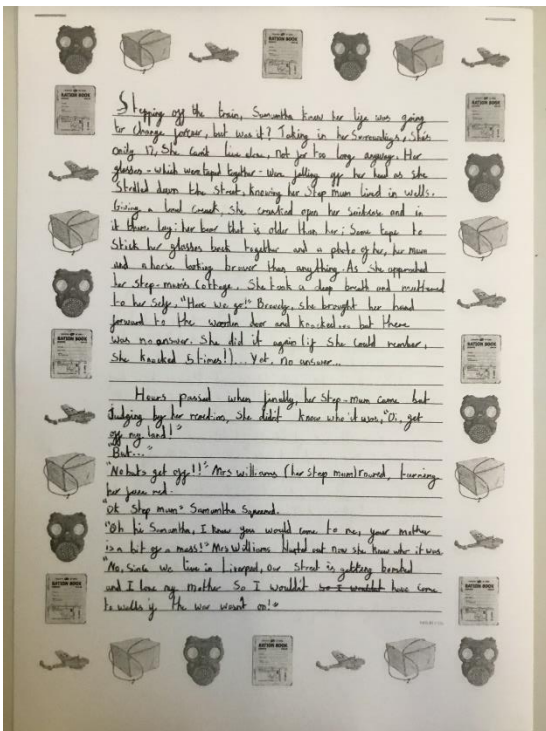 Stepping off the train, Samantha knew her life was going
to change forever, but was it? Taking in her Surroundings, She's
only 12, She can't live alone, not for too long anyway. Her
glasses - which were taped together - were falling off her head as she
Strolled down the Street, knowing her Step mum lived in wells.
Giving a loud Creack, She creacked open her Suitcase and in
it there lay: her bear that is older than her; Some tape to
Stick her glasses back together and a photo of her, her mum
and a horse looking braver than anything. As she approached
her step-mum's cottage. She took a deep breath and muttered
to her Self, "Here we go!" Bravely, she brought her hand
forward to the wooden door and knocked... but there
was no answer. She did it again (if She could rember,
She knocked 5 times!)... Yet, no answer...
Hours passed when finally, her Step-mum came but
Judging by her reaction, She didn't know who it was, "Oi, get
off my land!"
But..."
"No buts get off!!" Mrs williams (her Step mum) roured, turning
her face red.
"Ok Step mum" Samantha Squeaked.
"Oh hi Samantha, I knew you would come to me, your mother
is a bit of a mess!" Mrs Williams out now she knew who it was.
"No, Since we live in Liverpool, our Street is getting bombed
and I love my mother So I wouldn't have come
to wells if the war wasn't on!"
RATION BOOK